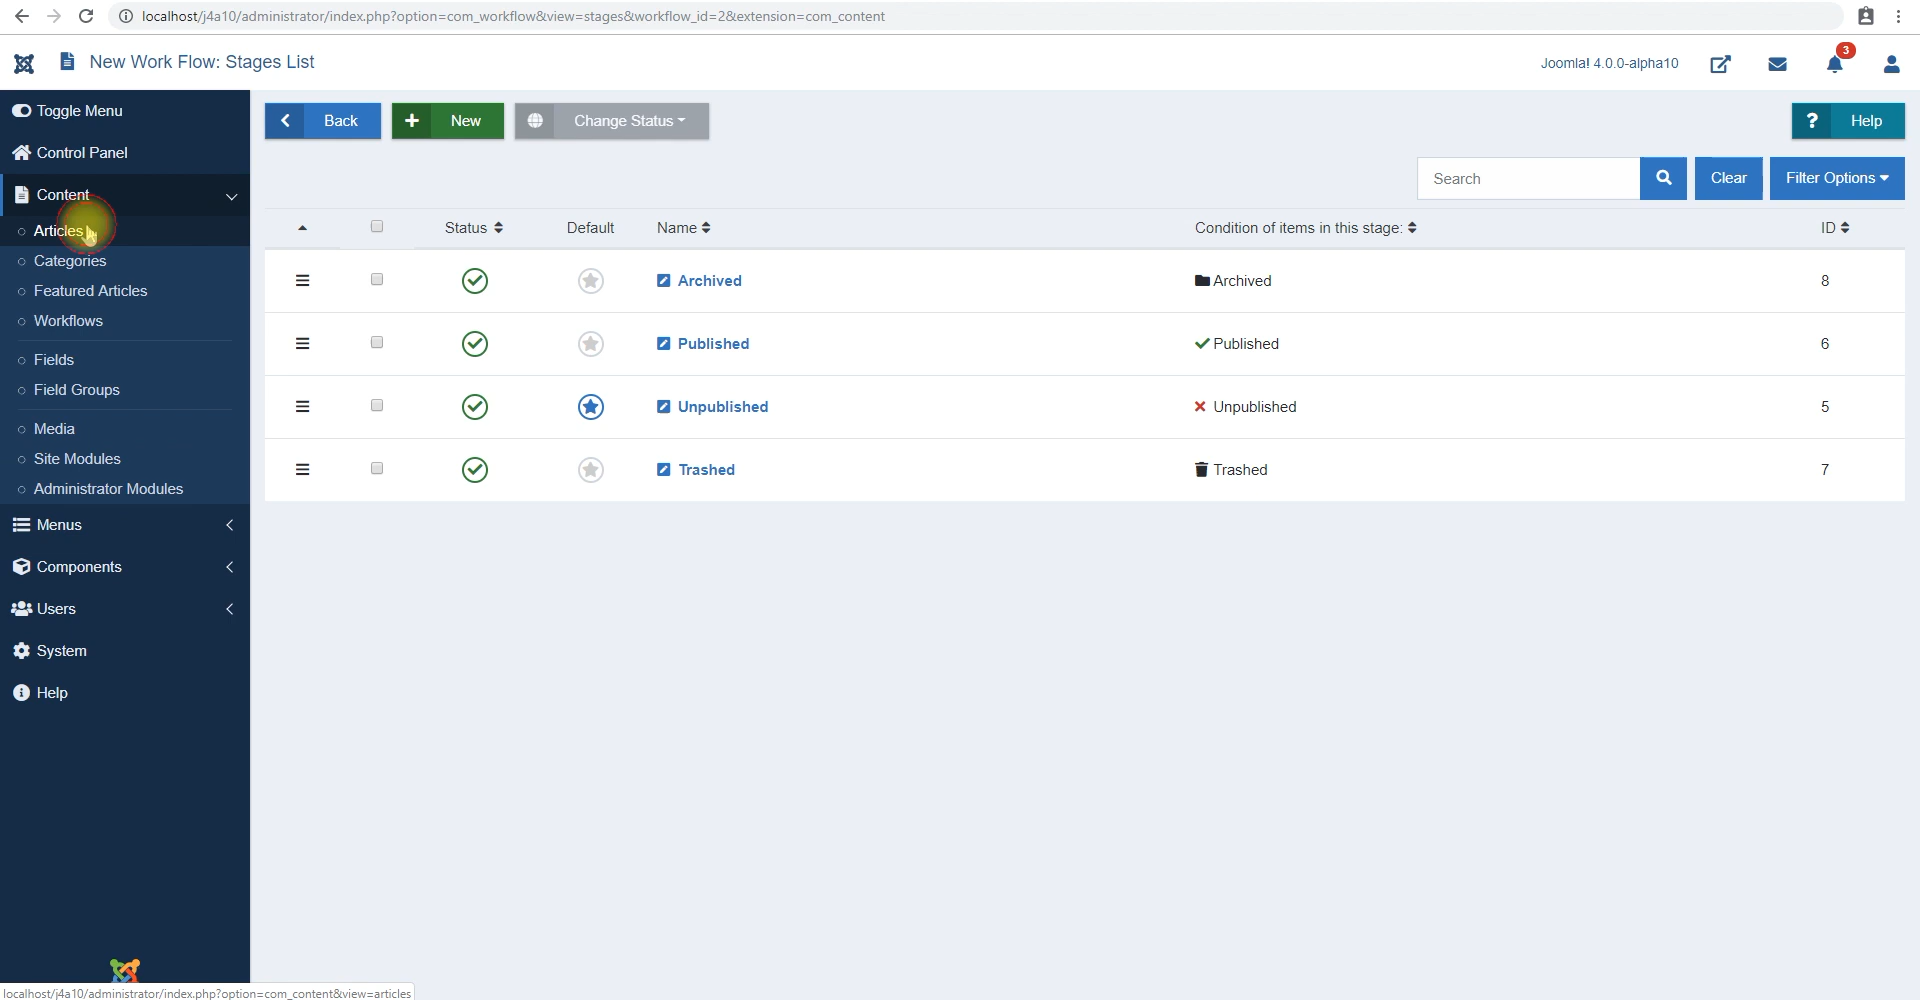 localhost/j4a10/administrator/index.php?option=com_workflow&view=stages&workflow_id=2&extension=com_content
New Work Flow: Stages List
Joomla! 4.0.0-alpha10
3
Toggle Menu
Control Panel
Content
Articles
Categories
Featured Articles
Workflows
Fields
Field Groups
Media
Site Modules
Administrator Modules
Menus
Components
Users
System
Help
Back
New
Change Status
? Help
Search
Clear
Filter Options
Status Default Name Condition of items in this stage: ID
Archived Archived 8
Published Published 6
Unpublished Unpublished 5
Trashed Trashed 7
localhost/j4a10/administrator/index.php?option=com_content&view=articles